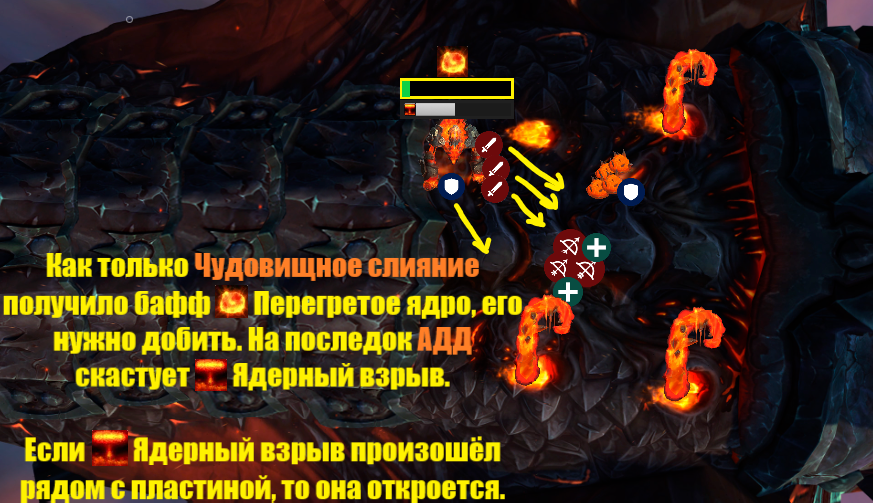 Как только Чудовищное слияние
получило бафф Перегретое ядро, его
нужно добить. На последок АДД
скастует Ядерный взрыв.
Если Ядерный взрыв произошёл
рядом с пластиной, то она откроется.